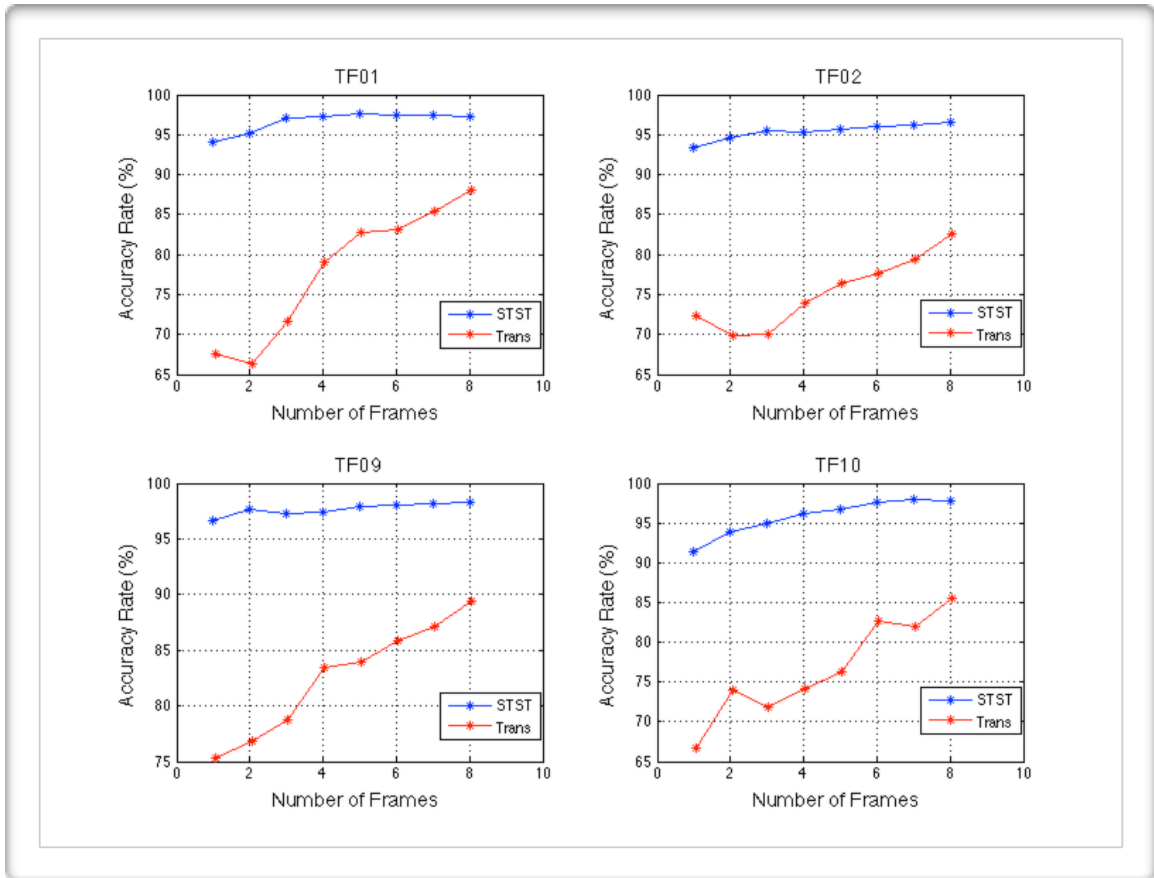 TF01
100
95
90
85
80
75
70
65
Accuracy Rate (%)
STST
Trans
0 2 4 6 8 10
Number of Frames
TF02
100
95
90
85
80
75
70
65
Accuracy Rate (%)
STST
Trans
0 2 4 6 8 10
Number of Frames
TF09
100
95
90
85
80
75
Accuracy Rate (%)
STST
Trans
0 2 4 6 8 10
Number of Frames
TF10
100
95
90
85
80
75
70
65
Accuracy Rate (%)
STST
Trans
0 2 4 6 8 10
Number of Frames